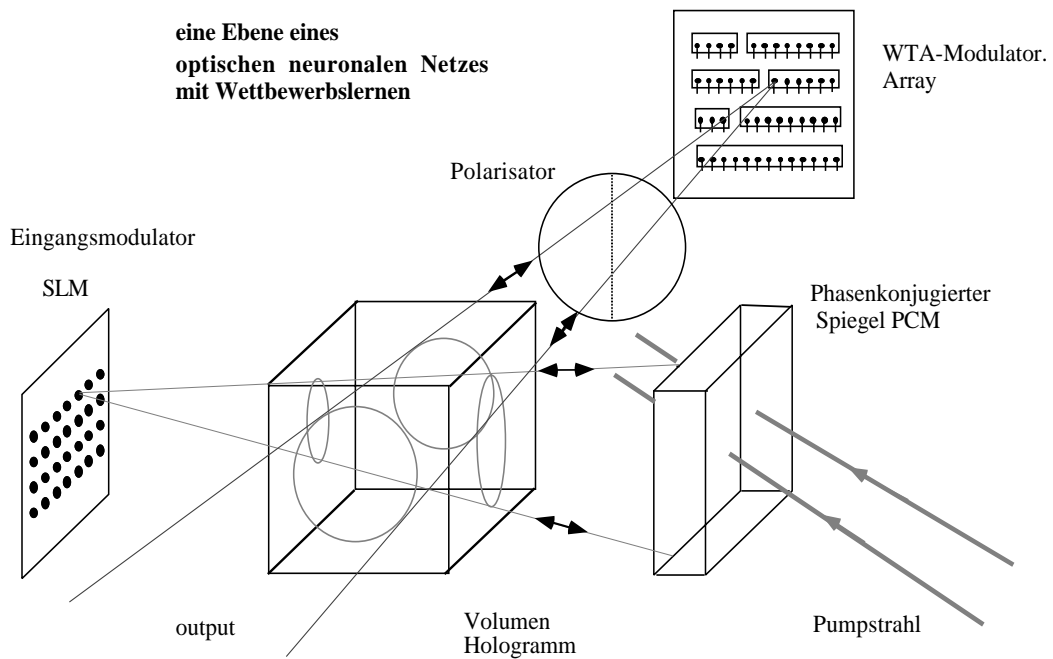 eine Ebene eines
optischen neuronalen Netzes
mit Wettbewerbslernen
WTA-Modulator.
Array
Polarisator
Eingangsmodulator
SLM
Phasenkonjugierter
Spiegel PCM
output
Volumen
Hologramm
Pumpstrahl